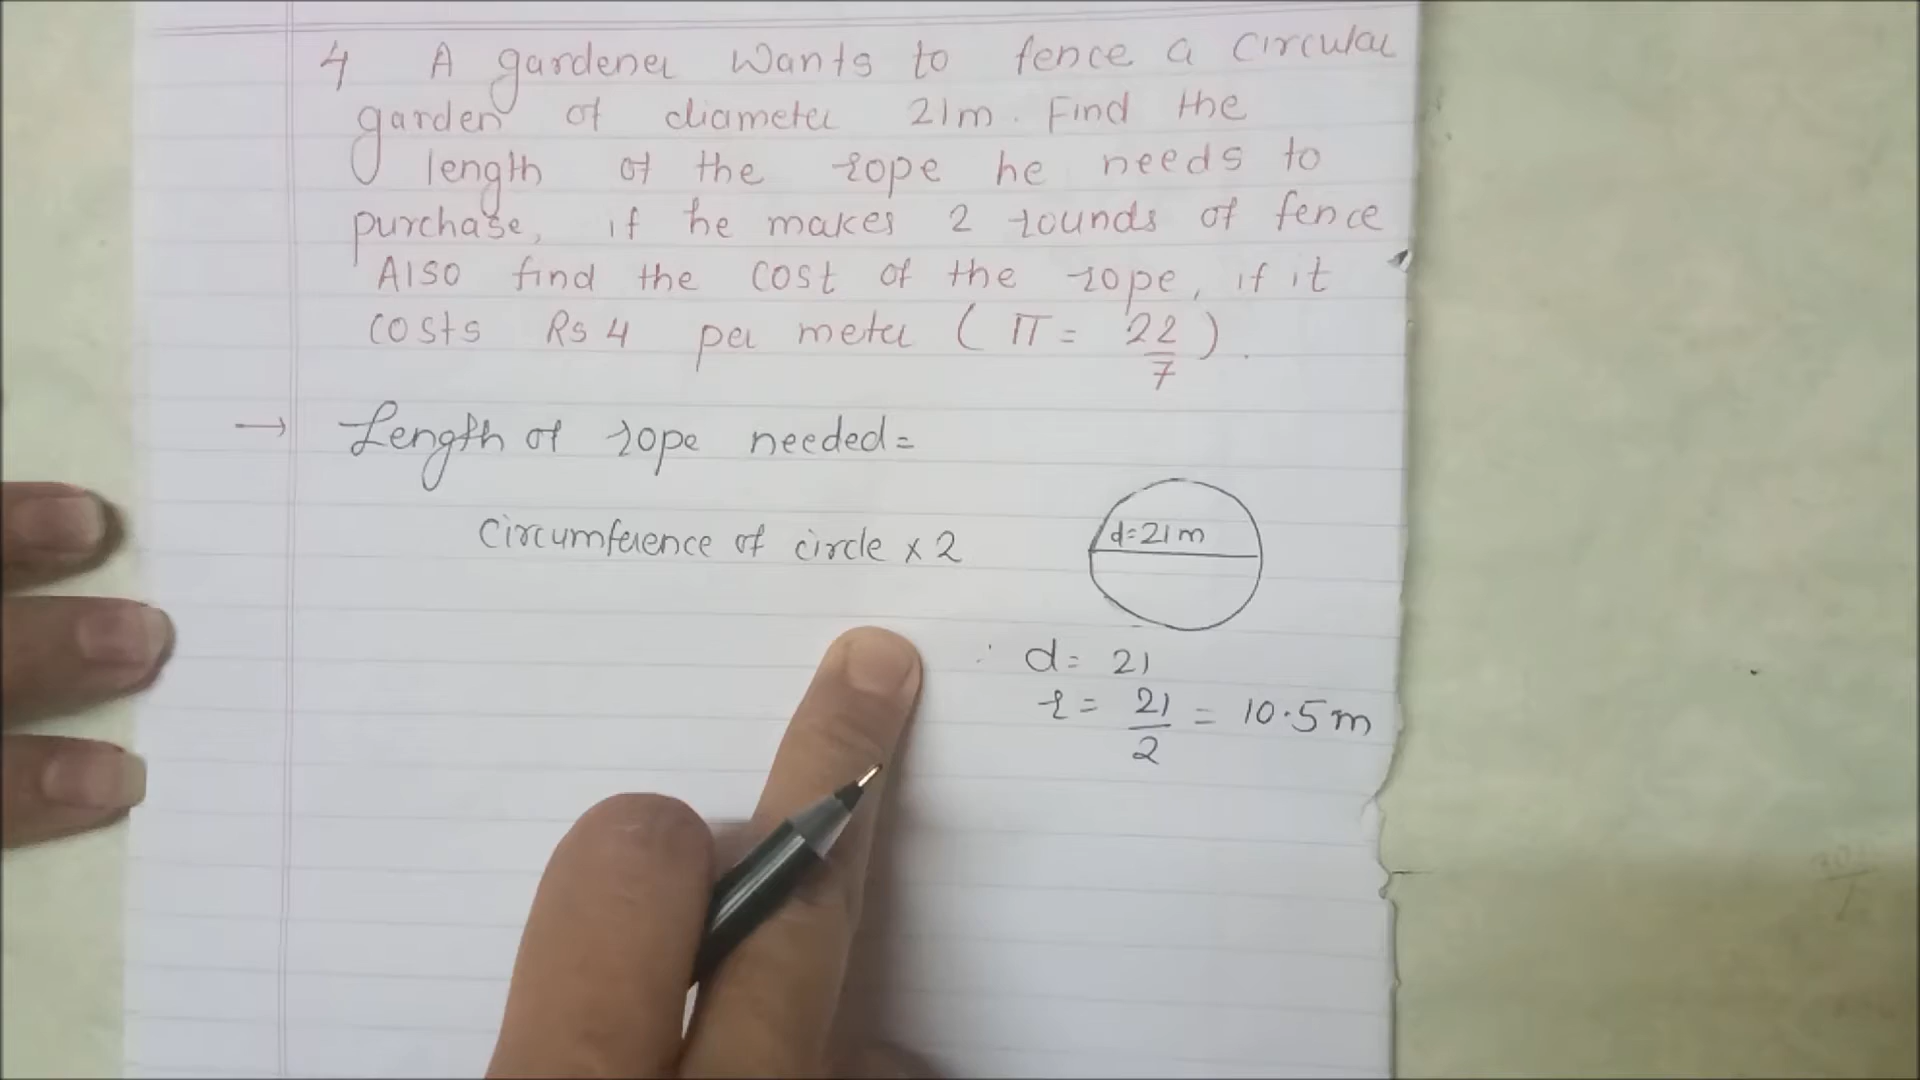 4 A gardener wants to fence a circular
garden of diameter 21m. Find the
length of the rope he needs to
purchase, if he makes 2 rounds of fence
Also find the cost of the rope, if it
costs Rs 4 per meter ( π = 22/7 ).
→ Length of rope needed =
Circumference of circle × 2
d=21m
d = 21
r = 21/2 = 10.5 m